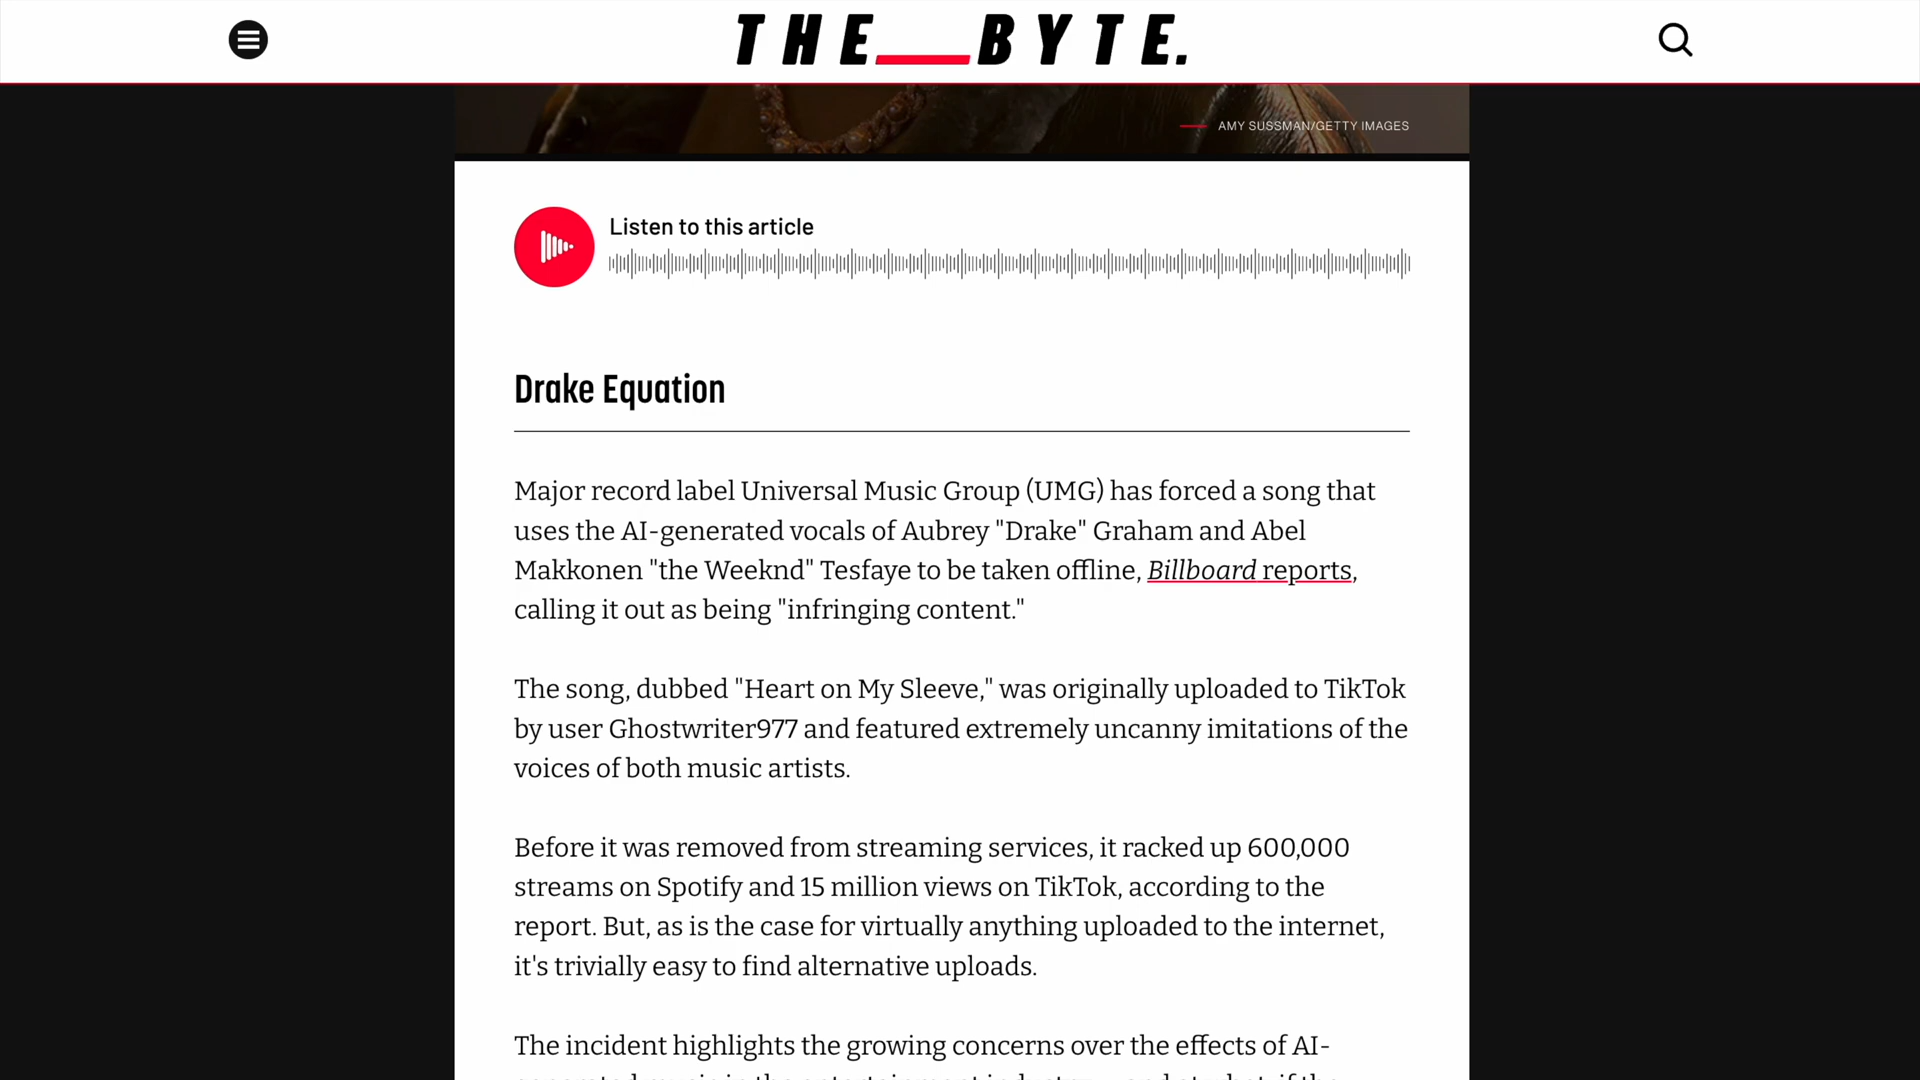 THE__BYTE.
AMY SUSSMAN/GETTY IMAGES
Listen to this article
Drake Equation
Major record label Universal Music Group (UMG) has forced a song that
uses the AI-generated vocals of Aubrey "Drake" Graham and Abel
Makkonen "the Weeknd" Tesfaye to be taken offline, Billboard reports,
calling it out as being "infringing content."
The song, dubbed "Heart on My Sleeve," was originally uploaded to TikTok
by user Ghostwriter977 and featured extremely uncanny imitations of the
voices of both music artists.
Before it was removed from streaming services, it racked up 600,000
streams on Spotify and 15 million views on TikTok, according to the
report. But, as is the case for virtually anything uploaded to the internet,
it's trivially easy to find alternative uploads.
The incident highlights the growing concerns over the effects of AI-